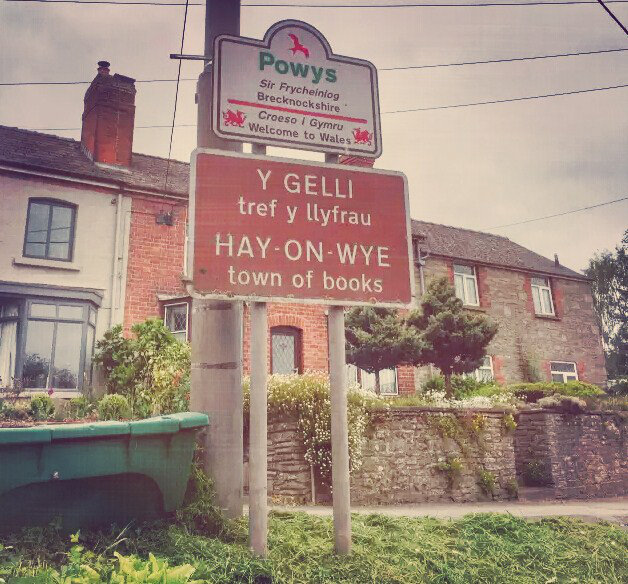 Powys
Sir Frycheiniog
Brecknockshire
Croeso i Gymru
Welcome to Wales
Y GELLI
tref y llyfrau
HAY-ON-WYE
town of books